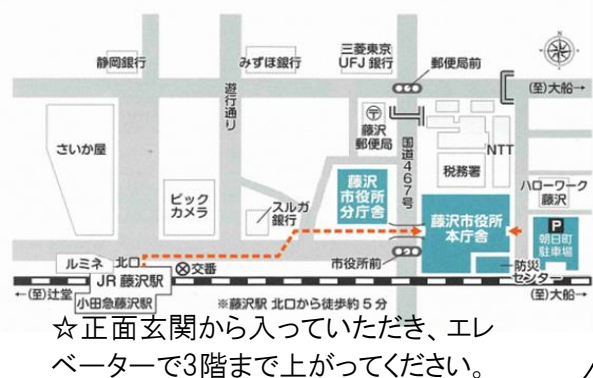 静岡銀行
みずほ銀行
三菱東京
UFJ銀行
郵便局前
(至)大船→
遊行通り
〒
藤沢
郵便局
国道467号
NTT
さいか屋
税務署
ハローワーク
藤沢
ビック
カメラ
スルガ
銀行
藤沢
市役所
分庁舎
藤沢市役所
本庁舎
P
朝日町
駐車場
ルミネ
北口
交番
市役所前
防災
センター
JR 藤沢駅
←(至)辻堂
小田急藤沢駅
※藤沢駅 北口から徒歩約5分
(至)大船→
☆正面玄関から入っていただき、エレ
ベーターで3階まで上がってください。